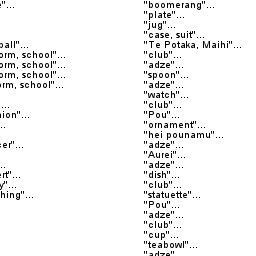 "... "boomerang"...
"plate"...
"jug"...
"case, suit"...
ball"... "Te Potaka, Maihi"...
orm, school"... "club"...
orm, school"... "adze"...
orm, school"... "spoon"...
rm, school"... "adze"...
"watch"...
... "club"...
ion"... "Pou"...
.. "ornament"...
"hei pounamu"...
er"... "adze"...
"Aurei"...
.. "adze"...
rt"... "dish"...
y"... "club"...
hing"... "statuette"...
"Pou"...
"adze"...
"club"...
"cup"...
"teabowl"...
"adze"